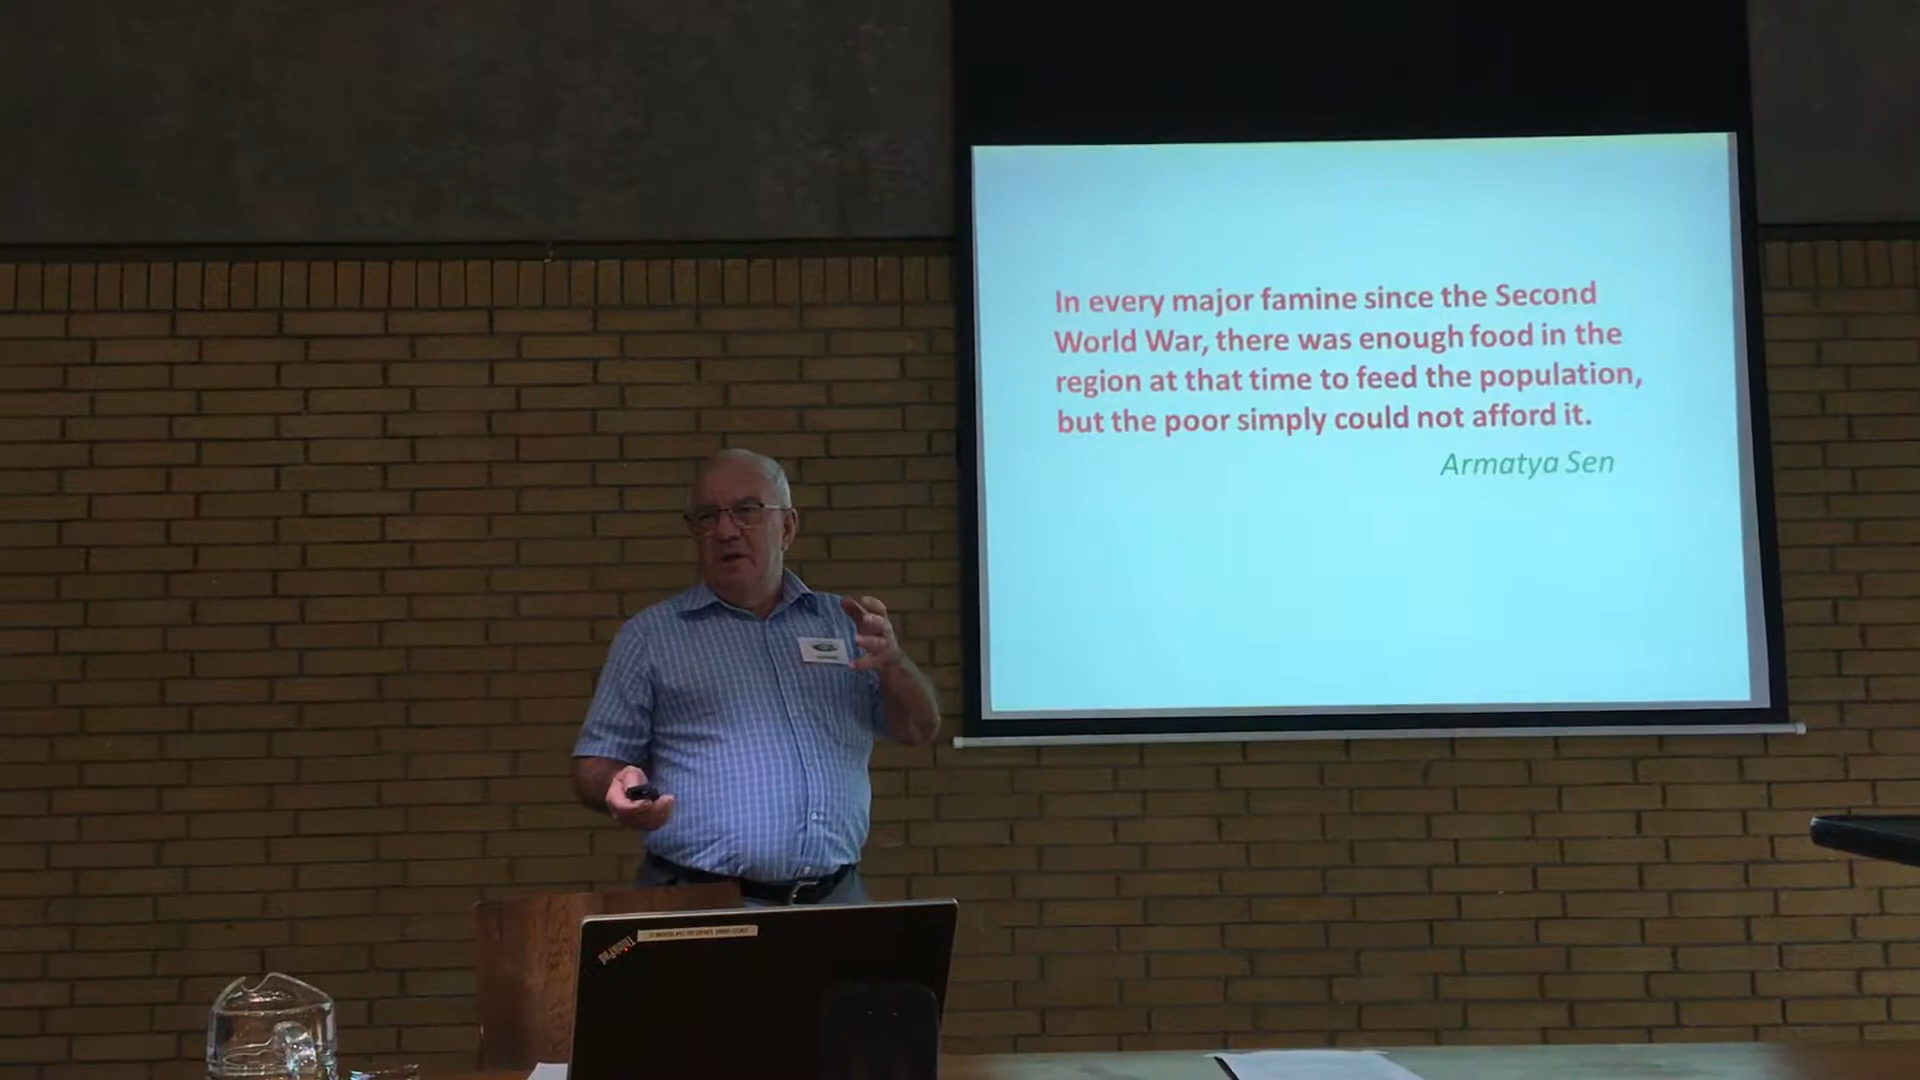 In every major famine since the Second
World War, there was enough food in the
region at that time to feed the population,
but the poor simply could not afford it.
Armatya Sen
ThinkPad